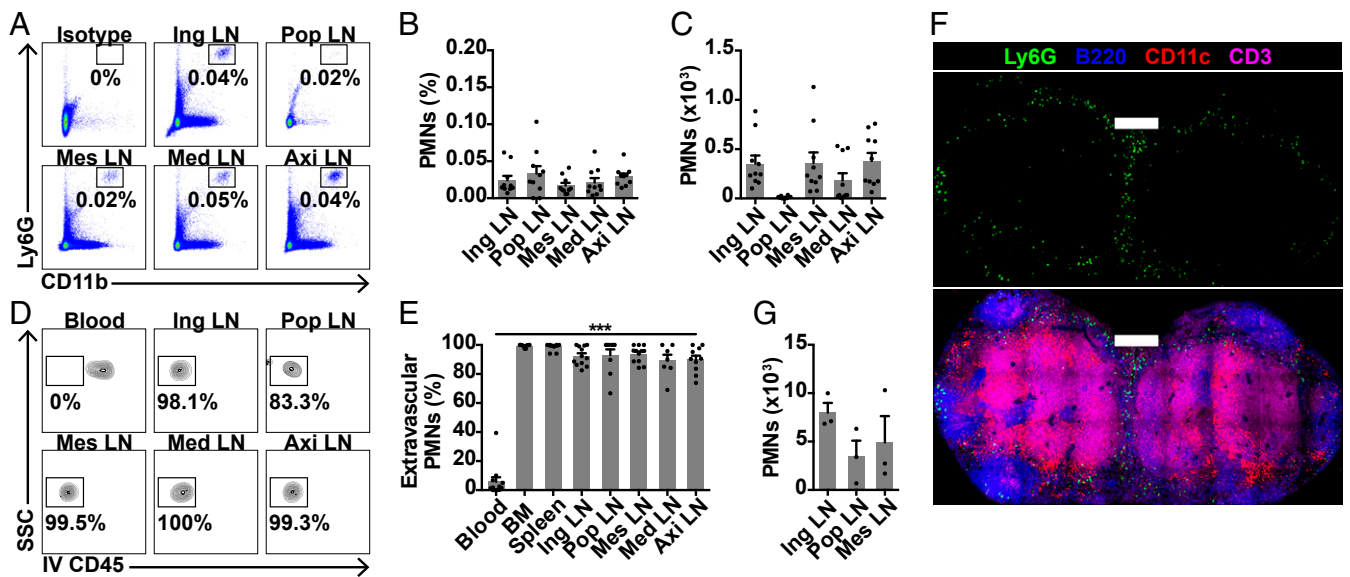 A
Isotype
Ing LN
Pop LN
0%
0.04%
0.02%
Mes LN
Med LN
Axi LN
0.02%
0.05%
0.04%
Ly6G
CD11b
B
0.20
0.15
0.10
0.05
0.00
PMNs (%)
Ing LN
Pop LN
Mes LN
Med LN
Axi LN
C
1.5
1.0
0.5
0
PMNs (x10³)
Ing LN
Pop LN
Mes LN
Med LN
Axi LN
D
Blood
Ing LN
Pop LN
0%
98.1%
83.3%
Mes LN
Med LN
Axi LN
99.5%
100%
99.3%
SSC
IV CD45
E
***
100
80
60
40
20
0
Extravascular
PMNs (%)
Blood
BM
Spleen
Ing LN
Pop LN
Mes LN
Med LN
Axi LN
G
15
10
5
0
PMNs (x10³)
Ing LN
Pop LN
Mes LN
F
Ly6G B220 CD11c CD3